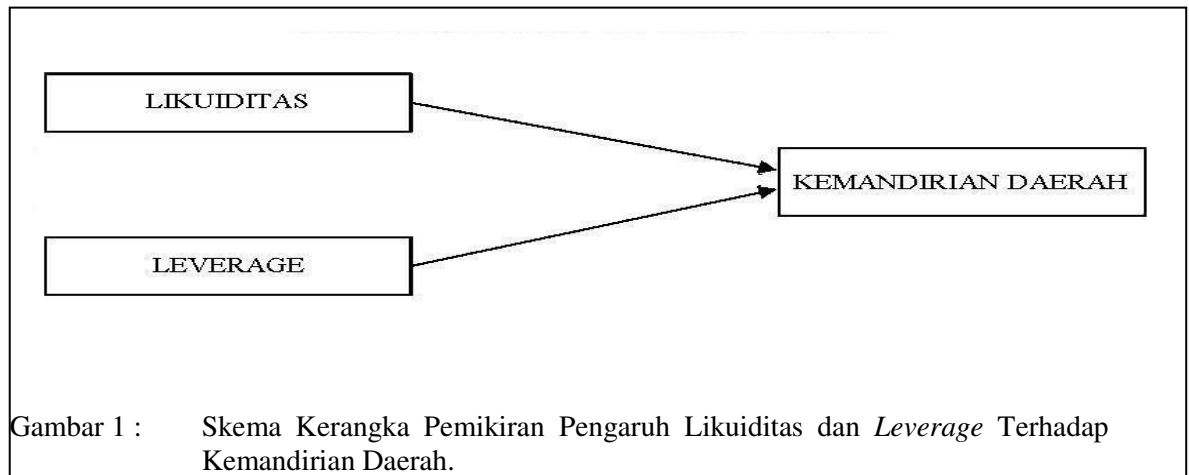 LIKUIDITAS
KEMANDIRIAN DAERAH
LEVERAGE
Gambar 1 : Skema Kerangka Pemikiran Pengaruh Likuiditas dan Leverage Terhadap
Kemandirian Daerah.